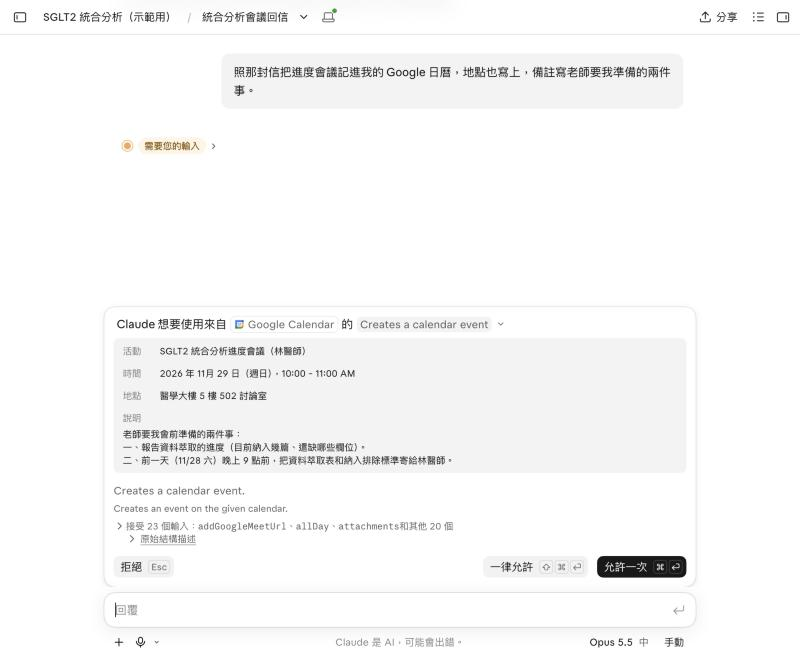 SGLT2 統合分析（示範用） / 統合分析會議回信
分享
照那封信把進度會議記進我的 Google 日曆，地點也寫上，備註寫老師要我準備的兩件
事。
需要您的輸入
Claude 想要使用來自 Google Calendar 的 Creates a calendar event
活動 SGLT2 統合分析進度會議（林醫師）
時間 2026 年 11月 29 日（週日），10:00 – 11:00 AM
地點 醫學大樓 5 樓 502 討論室
說明
老師要我會前準備的兩件事：
一、報告資料萃取的進度（目前納入幾篇、還缺哪些欄位）。
二、前一天（11/28 六）晚上 9 點前，把資料萃取表和納入排除標準寄給林醫師。
Creates a calendar event.
Creates an event on the given calendar.
接受 23 個輸入：addGoogleMeetUrl、allDay、attachments和其他 20 個
原始結構描述
拒絕 Esc 一律允許 ⇧ ⌘ ↵ 允許一次 ⌘ ↵
回覆
Claude 是 AI，可能會出錯。 Opus 5.5 中 手動